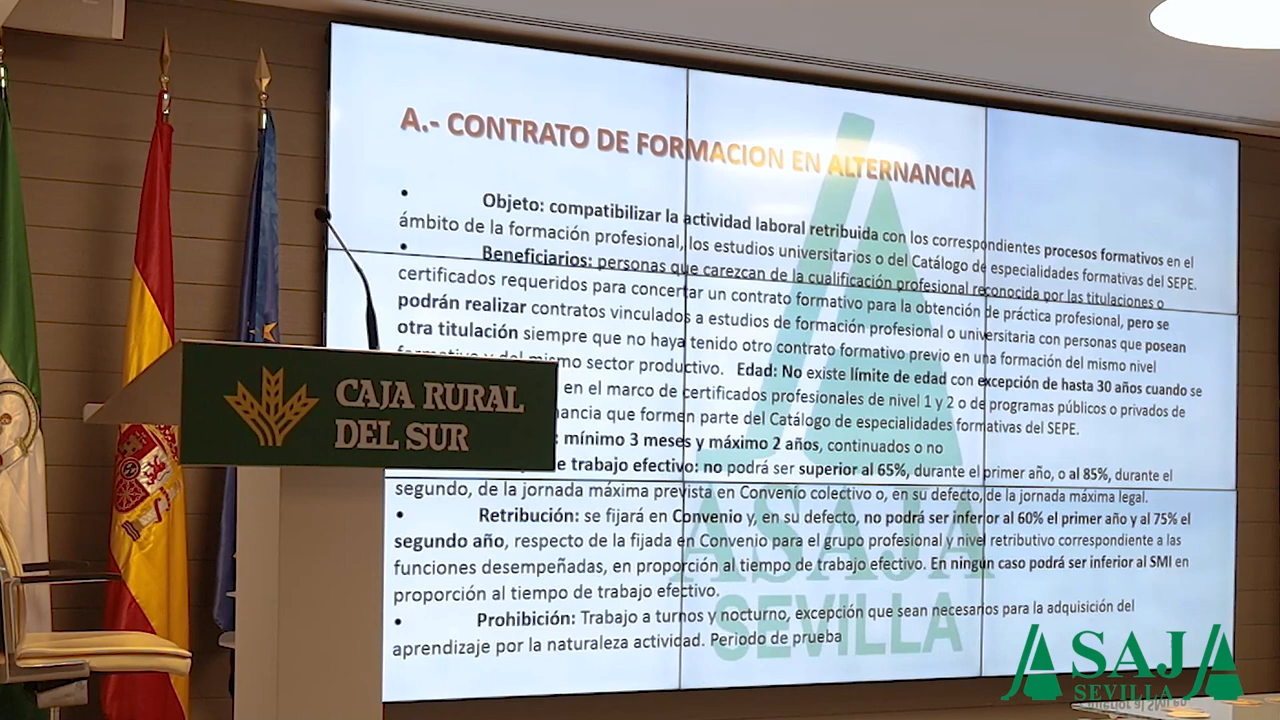 A.- CONTRATO DE FORMACION EN ALTERNANCIA
• Objeto: compatibilizar la actividad laboral retribuida con los correspondientes procesos formativos en el
ámbito de la formación profesional, los estudios universitarios o del Catálogo de especialidades formativas del SEPE.
• Beneficiarios: personas que carezcan de la cualificación profesional reconocida por las titulaciones o
certificados requeridos para concertar un contrato formativo para la obtención de práctica profesional, pero se
podrán realizar contratos vinculados a estudios de formación profesional o universitaria con personas que posean
otra titulación siempre que no haya tenido otro contrato formativo previo en una formación del mismo nivel
formativo y del mismo sector productivo. Edad: No existe límite de edad con excepción de hasta 30 años cuando se
en el marco de certificados profesionales de nivel 1 y 2 o de programas públicos o privados de
que formen parte del Catálogo de especialidades formativas del SEPE.
: mínimo 3 meses y máximo 2 años, continuados o no
de trabajo efectivo: no podrá ser superior al 65%, durante el primer año, o al 85%, durante el
segundo, de la jornada máxima prevista en Convenio colectivo o, en su defecto, de la jornada máxima legal.
• Retribución: se fijará en Convenio y, en su defecto, no podrá ser inferior al 60% el primer año y al 75% el
segundo año, respecto de la fijada en Convenio para el grupo profesional y nivel retributivo correspondiente a las
funciones desempeñadas, en proporción al tiempo de trabajo efectivo. En ningún caso podrá ser inferior al SMI en
proporción al tiempo de trabajo efectivo.
• Prohibición: Trabajo a turnos y nocturno, excepción que sean necesarios para la adquisición del
aprendizaje por la naturaleza actividad. Periodo de prueba
ASAJA
SEVILLA
CAJA RURAL
DEL SUR
ASAJA
SEVILLA